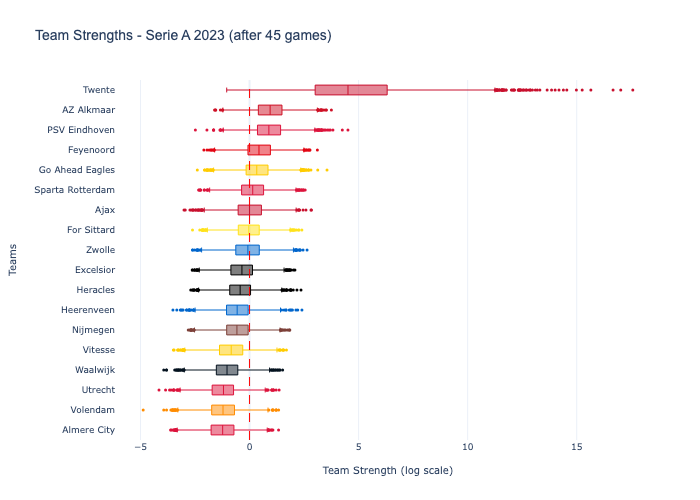 Team Strengths - Serie A 2023 (after 45 games)
Twente
AZ Alkmaar
PSV Eindhoven
Feyenoord
Go Ahead Eagles
Sparta Rotterdam
Ajax
For Sittard
Zwolle
Excelsior
Heracles
Heerenveen
Nijmegen
Vitesse
Waalwijk
Utrecht
Volendam
Almere City
Teams
−5 0 5 10 15
Team Strength (log scale)